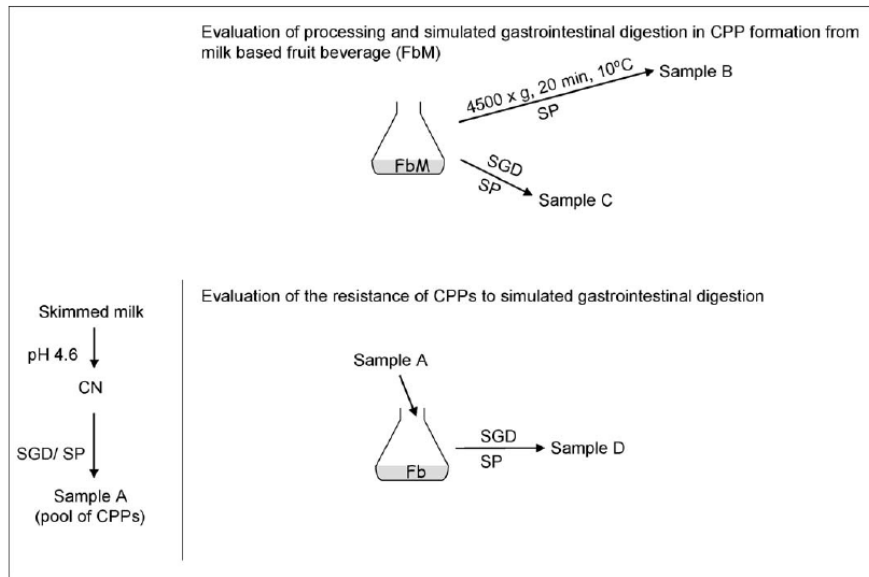 Evaluation of processing and simulated gastrointestinal digestion in CPP formation from
milk based fruit beverage (FbM)
4500 x g, 20 min, 10ºC
SP
Sample B
FbM
SGD
SP
Sample C
Skimmed milk
pH 4.6
CN
SGD/ SP
Sample A
(pool of CPPs)
Evaluation of the resistance of CPPs to simulated gastrointestinal digestion
Sample A
Fb
SGD
SP
Sample D